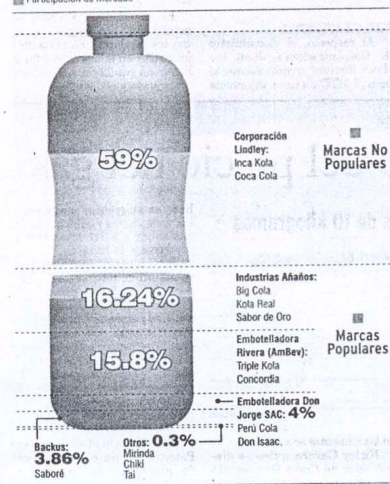 Participación de Mercado
59%
Corporación
Lindley:
Inca Kola
Coca Cola
Marcas No
Populares
16.24%
Industrias Añaños:
Big Cola
Kola Real
Sabor de Oro
15.8%
Embotelladora
Rivera (AmBev):
Triple Kola
Concordia
Marcas
Populares
Embotelladora Don
Jorge SAC: 4%
Perú Cola
Don Isaac.
Backus:
3.86%
Saboré
Otros: 0.3%
Mirinda
Chiki
Tai